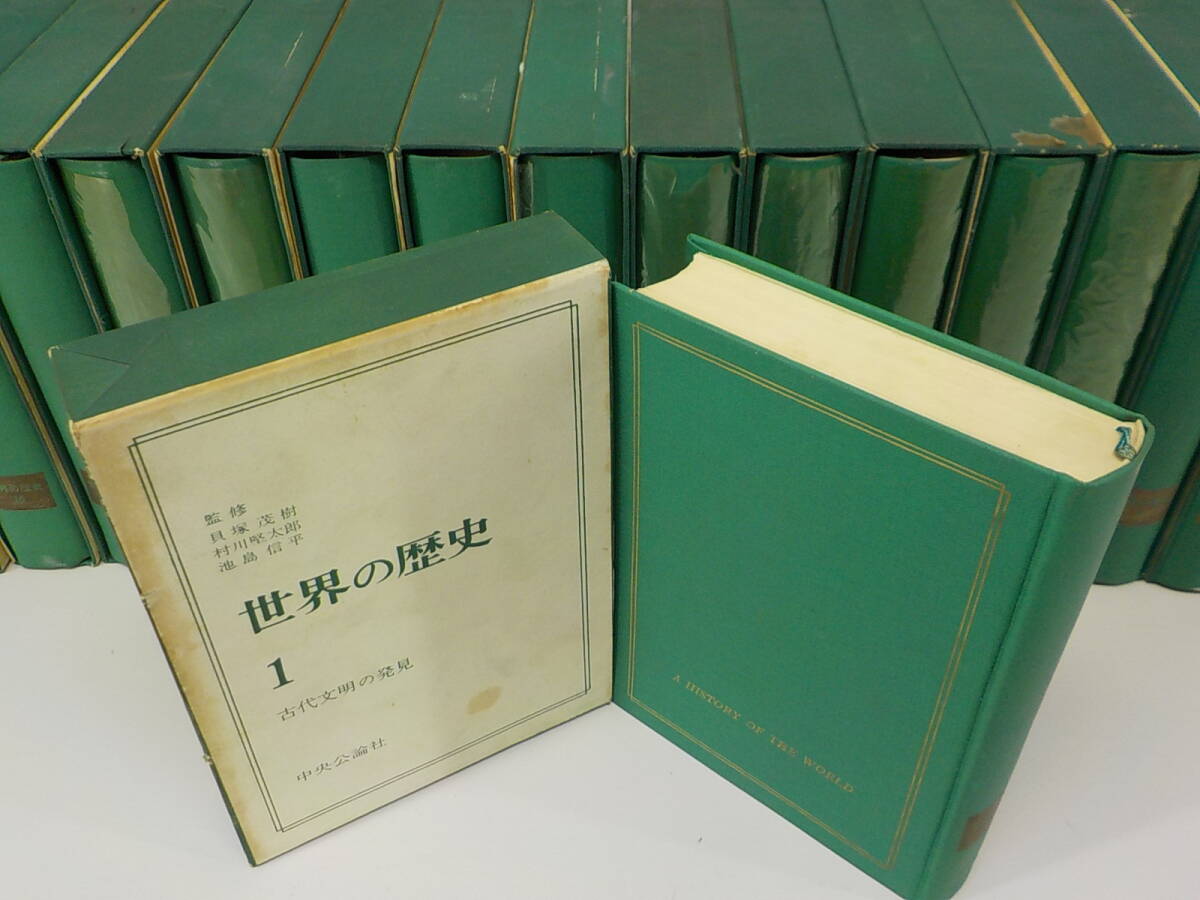 監修
貝塚茂樹
村川堅太郎
池島信平
世界の歴史
1
古代文明の発見
中央公論社
A HISTORY OF THE WORLD